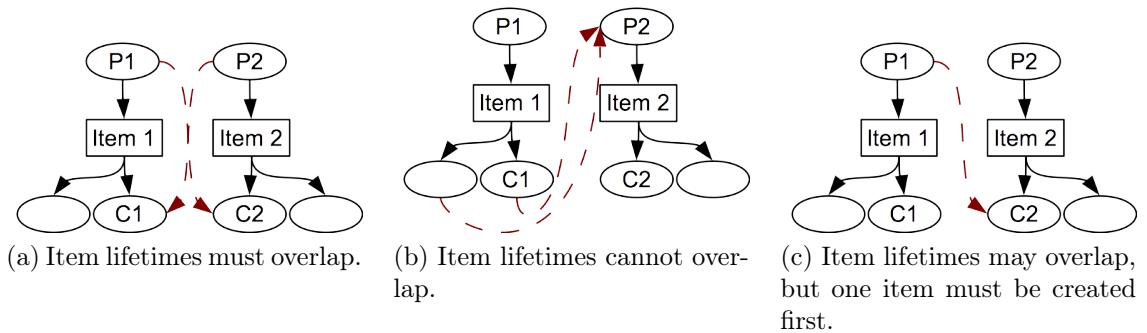 P1
P2
Item 1
Item 2
C1
C2
(a) Item lifetimes must overlap.
P1
P2
Item 1
Item 2
C1
C2
(b) Item lifetimes cannot over-
lap.
P1
P2
Item 1
Item 2
C1
C2
(c) Item lifetimes may overlap,
but one item must be created
first.